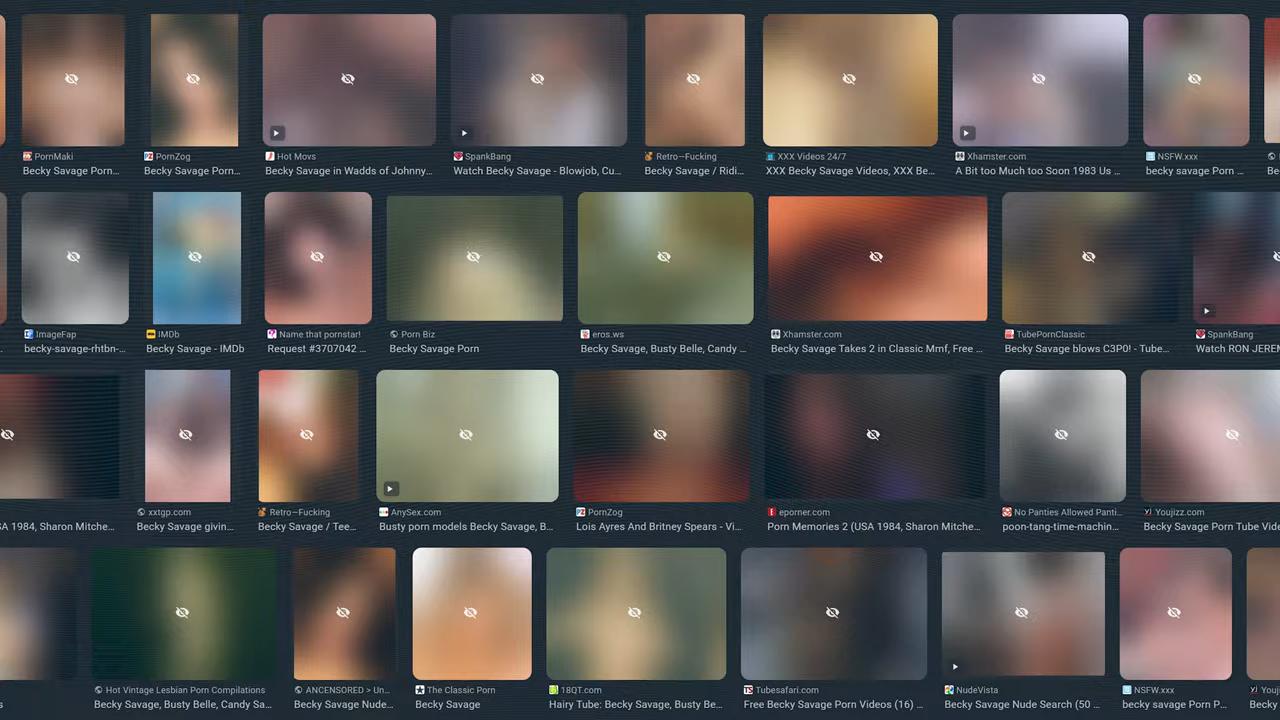 PornMaki
Becky Savage Porn...
PornZog
Becky Savage Porn...
Hot Movs
Becky Savage in Wadds of Johnny...
SpankBang
Watch Becky Savage - Blowjob, Cu...
Retro—Fucking
Becky Savage / Ridi...
XXX Videos 24/7
XXX Becky Savage Videos, XXX Be...
Xhamster.com
A Bit too Much too Soon 1983 Us ...
NSFW.xxx
becky savage Porn ...
Be
ImageFap
becky-savage-rhtbn-...
IMDb
Becky Savage - IMDb
Name that pornstar!
Request #3707042 ...
Porn Biz
Becky Savage Porn
eros.ws
Becky Savage, Busty Belle, Candy ...
Xhamster.com
Becky Savage Takes 2 in Classic Mmf, Free ...
TubePornClassic
Becky Savage blows C3P0! - Tube...
SpankBang
Watch RON JEREM
SA 1984, Sharon Mitche...
xxtgp.com
Becky Savage givin...
Retro—Fucking
Becky Savage / Tee...
AnySex.com
Busty porn models Becky Savage, B...
PornZog
Lois Ayres And Britney Spears - Vi...
eporner.com
Porn Memories 2 (USA 1984, Sharon Mitche...
No Panties Allowed Panti...
poon-tang-time-machin...
Youjizz.com
Becky Savage Porn Tube Vide
s
Hot Vintage Lesbian Porn Compilations
Becky Savage, Busty Belle, Candy Sa...
ANCENSORED > Un...
Becky Savage Nude...
The Classic Porn
Becky Savage
18QT.com
Hairy Tube: Becky Savage, Busty Be...
Tubesafari.com
Free Becky Savage Porn Videos (16) ...
NudeVista
Becky Savage Nude Search (50 ...
NSFW.xxx
becky savage Porn P...
Youji
Becky